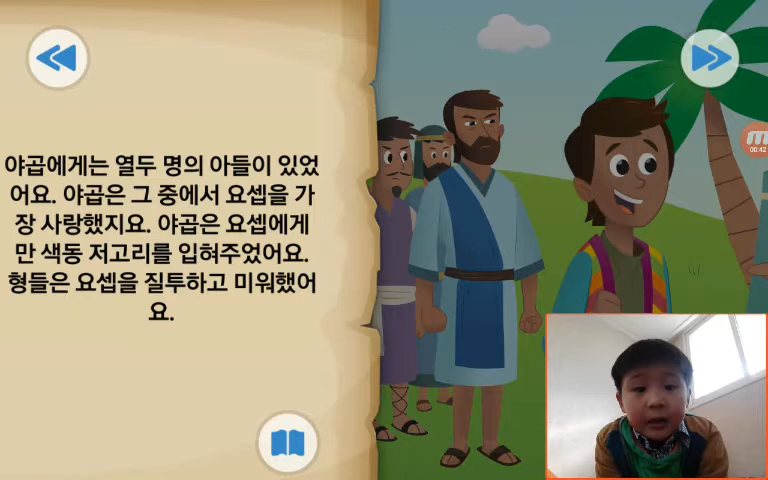 야곱에게는 열두 명의 아들이 있었
어요. 야곱은 그 중에서 요셉을 가
장 사랑했지요. 야곱은 요셉에게
만 색동 저고리를 입혀주었어요.
형들은 요셉을 질투하고 미워했어
요.
00:42